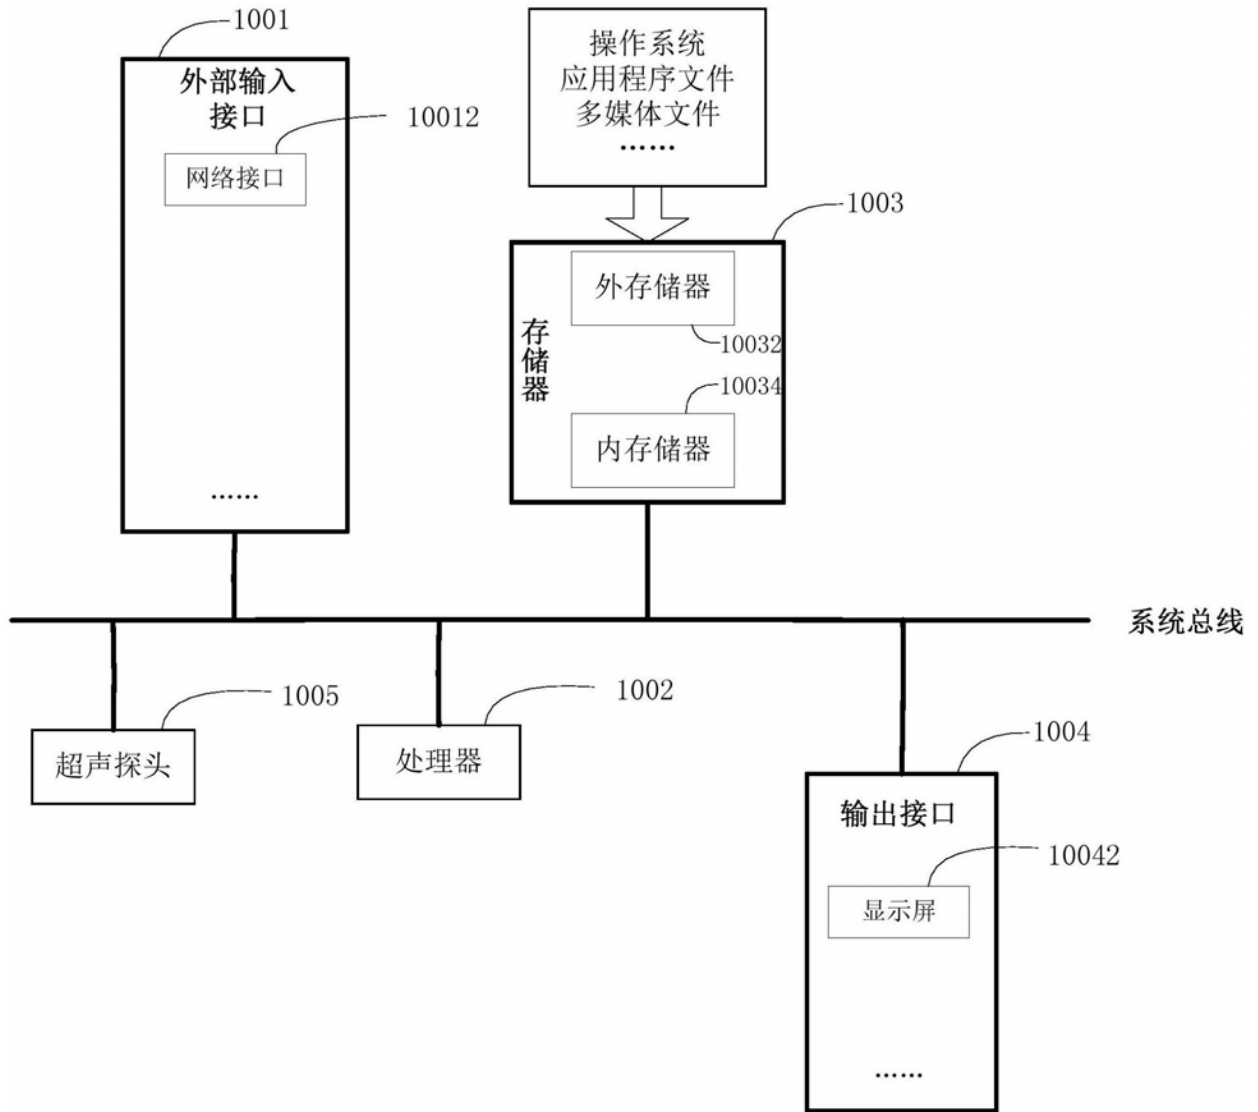 1001
外部输入
接口
10012
网络接口
……
操作系统
应用程序文件
多媒体文件
……
1003
外存储器
10032
存储器
10034
内存储器
系统总线
1005
超声探头
1002
处理器
1004
输出接口
10042
显示屏
……